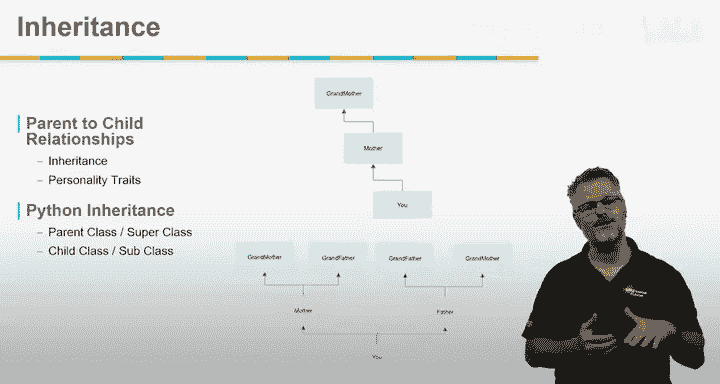 Inheritance
Parent to Child
Relationships
– Inheritance
– Personality Traits
Python Inheritance
– Parent Class / Super Class
– Child Class / Sub Class
GrandMother
Mother
You
GrandMother
GrandFather
GrandFather
GrandMother
Mother
Father
You